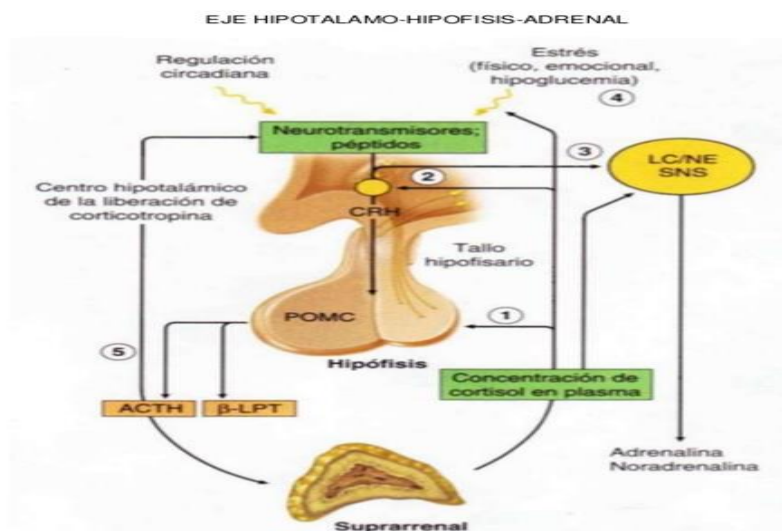 EJE HIPOTALAMO-HIPOFISIS-ADRENAL
Regulación
circadiana
Estrés
(físico, emocional,
hipoglucemia)
4
Neurotransmisores;
péptidos
3
LC/NE
SNS
2
Centro hipotalámico
de la liberación de
corticotropina
CRH
Tallo
hipofisario
POMC
1
5
Hipófisis
Concentración de
cortisol en plasma
ACTH
β-LPT
Adrenalina
Noradrenalina
Suprarrenal